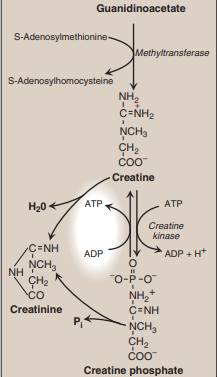 Guanidinoacetate
S-Adenosylmethionine
Methyltransferase
S-Adenosylhomocysteine
NH₂
C=NH₂⁺
NCH₃
CH₂
COO⁻
Creatine
H₂0
ATP
ATP
Creatine
kinase
ADP
ADP + H⁺
C=NH
NCH₃
NH
CH₂
CO
Creatinine
O
⁻O-P-O⁻
NH₂⁺
C=NH
Pᵢ
NCH₃
CH₂
COO⁻
Creatine phosphate